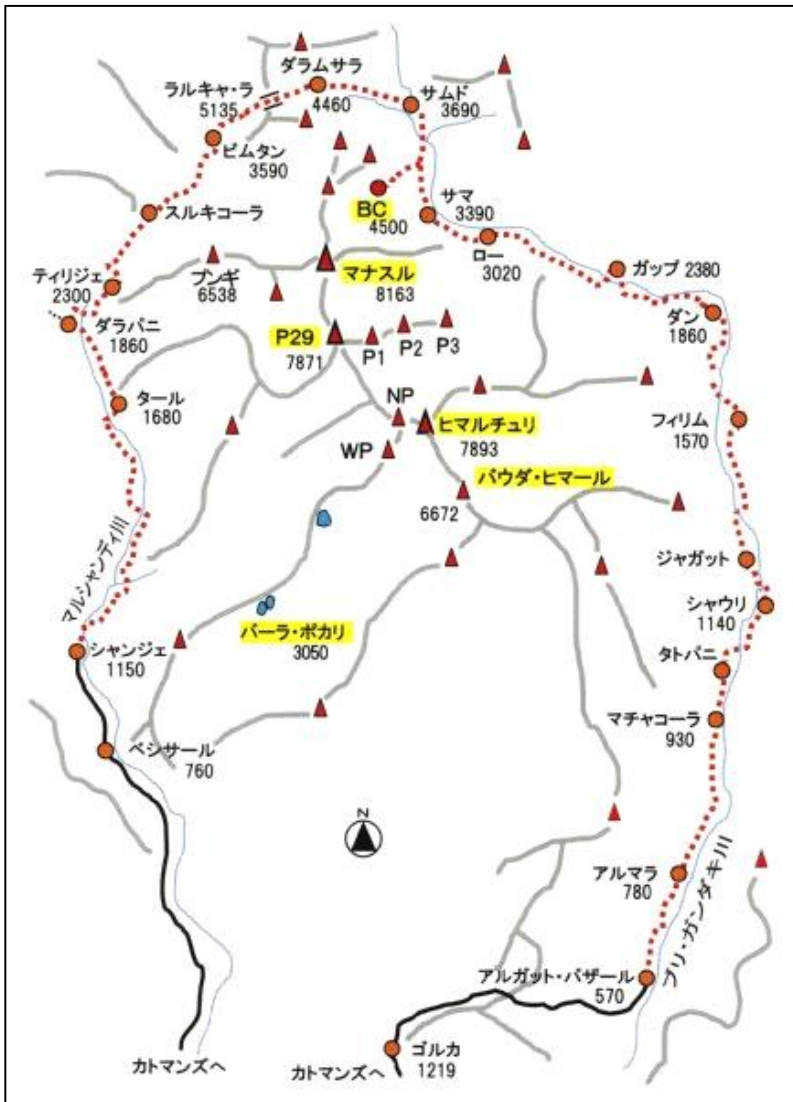 ダラムサラ
4460
ラルキャ・ラ
5135
サムド
3690
ビムタン
3590
BC
4500
サマ
3390
スルキコーラ
ロー
3020
ガップ 2380
プンギ
6538
マナスル
8163
ティリジェ
2300
ダラパニ
1860
ダン
1860
P29
7871
P1
P2
P3
タール
1680
NP
ヒマルチュリ
7893
フィリム
1570
WP
バウダ・ヒマール
6672
ジャガット
マルシャンディ川
シャウリ
1140
バーラ・ポカリ
3050
シャンジェ
1150
タトパニ
マチャコーラ
930
ベシサール
760
N
アルマラ
780
ブリ・ガンダキ川
アルガット・バザール
570
ゴルカ
1219
カトマンズへ
カトマンズへ